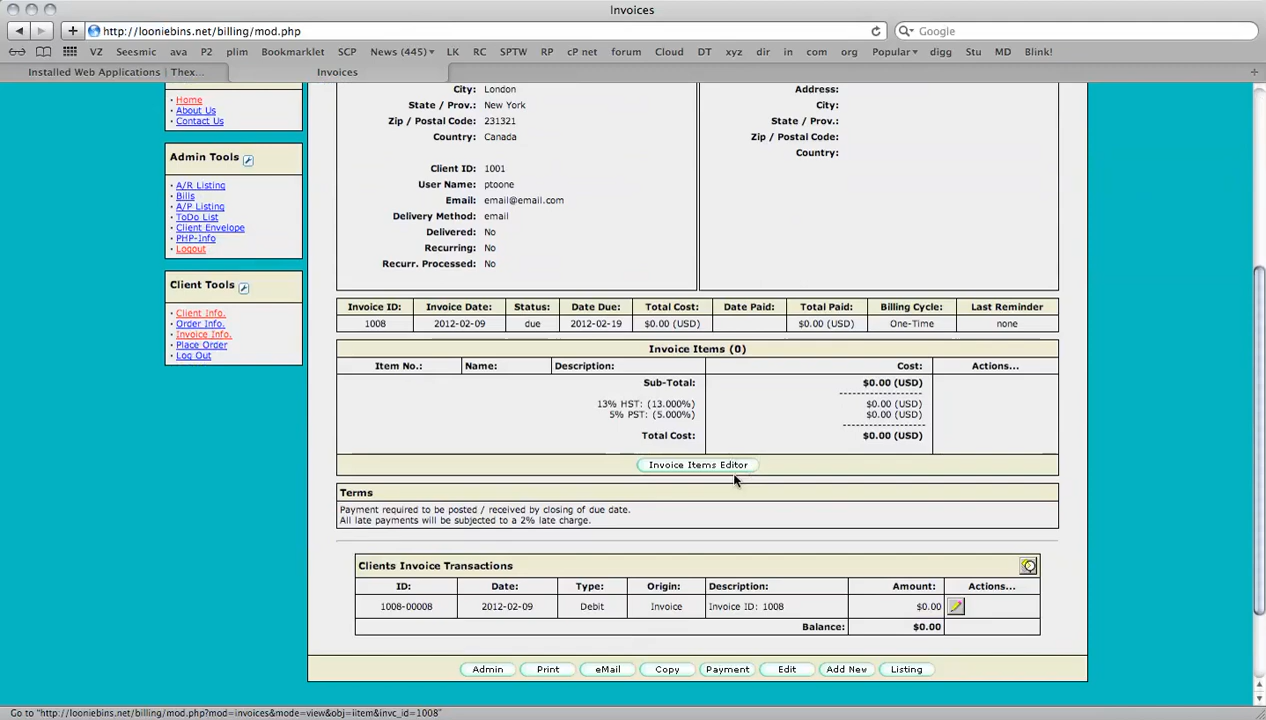 Invoices
http://looniebins.net/billing/mod.php
Google
VZ Seesmic ava P2 plim Bookmarklet SCP News (445) LK RC SPTW RP cP net forum Cloud DT xyz dir in com org Popular digg Stu MD Blink!
Installed Web Applications | Thex...
Invoices
Home
About Us
Contact Us
Admin Tools
A/R Listing
Bills
A/P Listing
ToDo List
Client Envelope
PHP-Info
Logout
Client Tools
Client Info.
Order Info.
Invoice Info.
Place Order
Log Out
City: London
State / Prov.: New York
Zip / Postal Code: 231321
Country: Canada
Client ID: 1001
User Name: ptoone
Email: email@email.com
Delivery Method: email
Delivered: No
Recurring: No
Recurr. Processed: No
Address:
City:
State / Prov.:
Zip / Postal Code:
Country:
Invoice ID: Invoice Date: Status: Date Due: Total Cost: Date Paid: Total Paid: Billing Cycle: Last Reminder
1008 2012-02-09 due 2012-02-19 $0.00 (USD) $0.00 (USD) One-Time none
Invoice Items (0)
Item No.: Name: Description: Cost: Actions...
Sub-Total: $0.00 (USD)
13% HST: (13.000%) $0.00 (USD)
5% PST: (5.000%) $0.00 (USD)
Total Cost: $0.00 (USD)
Invoice Items Editor
Terms
Payment required to be posted / received by closing of due date.
All late payments will be subjected to a 2% late charge.
Clients Invoice Transactions
ID: Date: Type: Origin: Description: Amount: Actions...
1008-00008 2012-02-09 Debit Invoice Invoice ID: 1008 $0.00
Balance: $0.00
Admin Print eMail Copy Payment Edit Add New Listing
Go to "http://looniebins.net/billing/mod.php?mod=invoices&mode=view&obj=iitem&invc_id=1008"